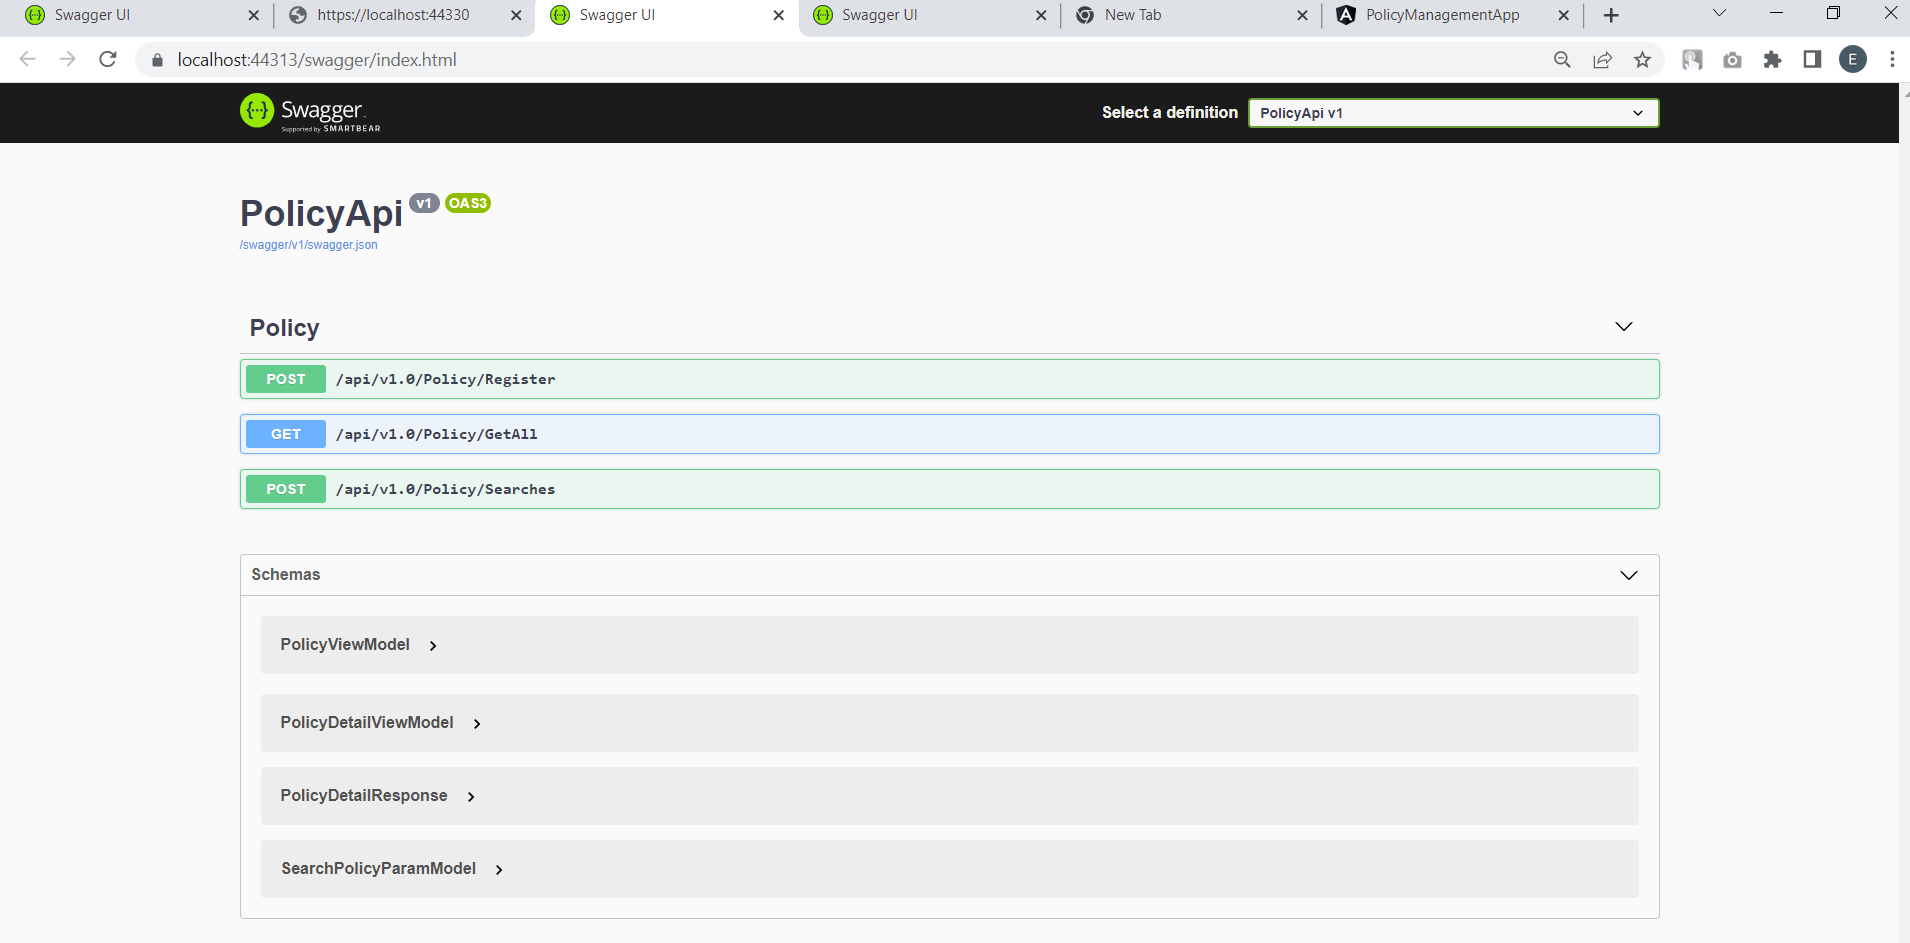 Swagger UI
https://localhost:44330
Swagger UI
Swagger UI
New Tab
PolicyManagementApp
localhost:44313/swagger/index.html
E
Swagger.
Supported by SMARTBEAR
Select a definition
PolicyApi v1
PolicyApi v1 OAS3
/swagger/v1/swagger.json
Policy
POST /api/v1.0/Policy/Register
GET /api/v1.0/Policy/GetAll
POST /api/v1.0/Policy/Searches
Schemas
PolicyViewModel
PolicyDetailViewModel
PolicyDetailResponse
SearchPolicyParamModel